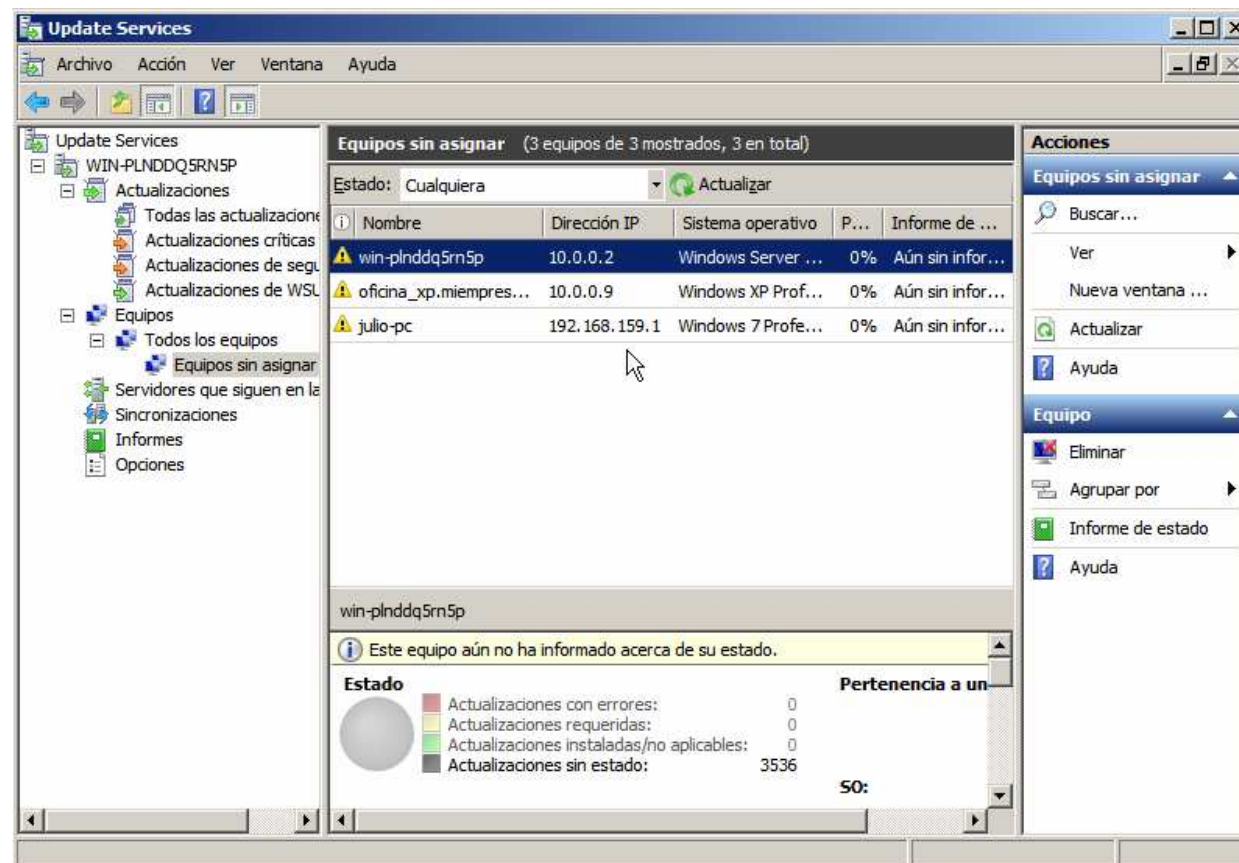 Update Services
Archivo Acción Ver Ventana Ayuda
Update Services
WIN-PLNDDQ5RN5P
Actualizaciones
Todas las actualizacione
Actualizaciones críticas
Actualizaciones de segu
Actualizaciones de WSU
Equipos
Todos los equipos
Equipos sin asignar
Servidores que siguen en la
Sincronizaciones
Informes
Opciones
Equipos sin asignar (3 equipos de 3 mostrados, 3 en total)
Estado: Cualquiera Actualizar
Nombre Dirección IP Sistema operativo P... Informe de ...
win-plnddq5rn5p 10.0.0.2 Windows Server ... 0% Aún sin infor...
oficina_xp.miempres... 10.0.0.9 Windows XP Prof... 0% Aún sin infor...
julio-pc 192.168.159.1 Windows 7 Profe... 0% Aún sin infor...
win-plnddq5rn5p
Este equipo aún no ha informado acerca de su estado.
Estado Pertenencia a un
Actualizaciones con errores: 0
Actualizaciones requeridas: 0
Actualizaciones instaladas/no aplicables: 0
Actualizaciones sin estado: 3536
SO:
Acciones
Equipos sin asignar
Buscar...
Ver
Nueva ventana ...
Actualizar
Ayuda
Equipo
Eliminar
Agrupar por
Informe de estado
Ayuda